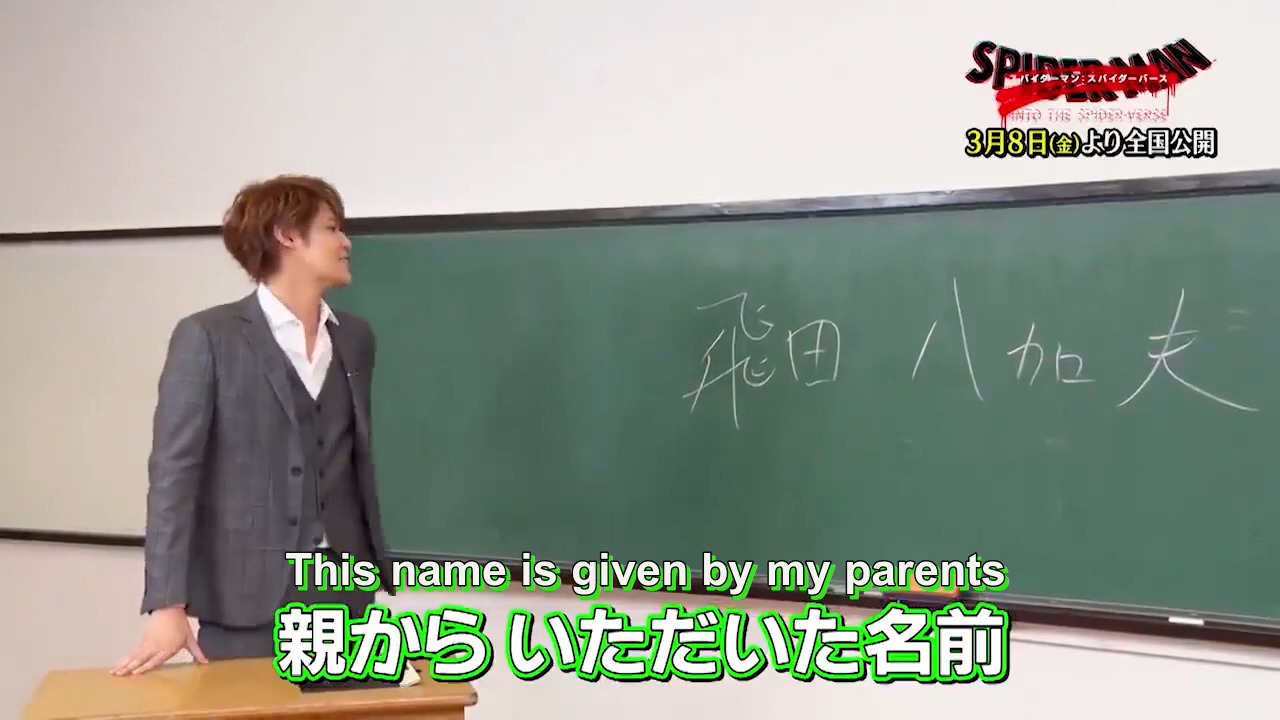 SPIDER-MAN
スパイダーマン:スパイダーバース
INTO THE SPIDER-VERSE
3月8日(金)より全国公開
飛田 八加夫
This name is given by my parents
親から いただいた名前